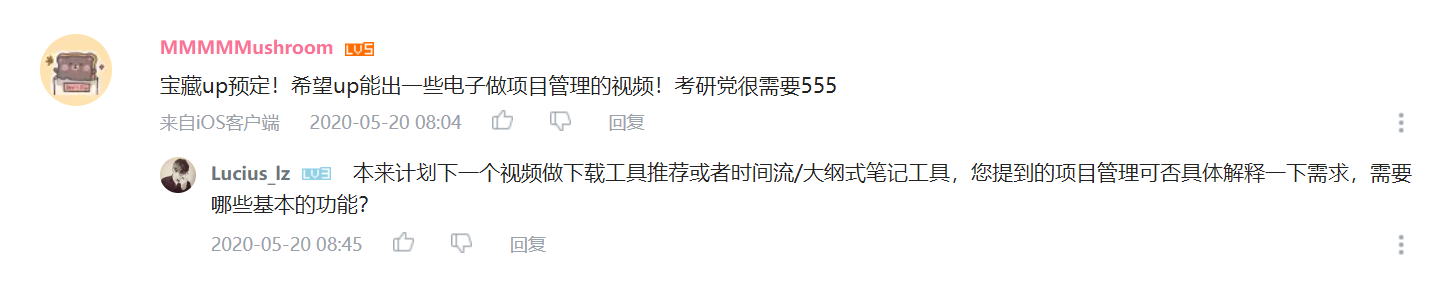 MMMMMushroom LV5
宝藏up预定！希望up能出一些电子做项目管理的视频！考研党很需要555
来自iOS客户端 2020-05-20 08:04 回复
Lucius_lz LV3 本来计划下一个视频做下载工具推荐或者时间流/大纲式笔记工具，您提到的项目管理可否具体解释一下需求，需要
哪些基本的功能？
2020-05-20 08:45 回复